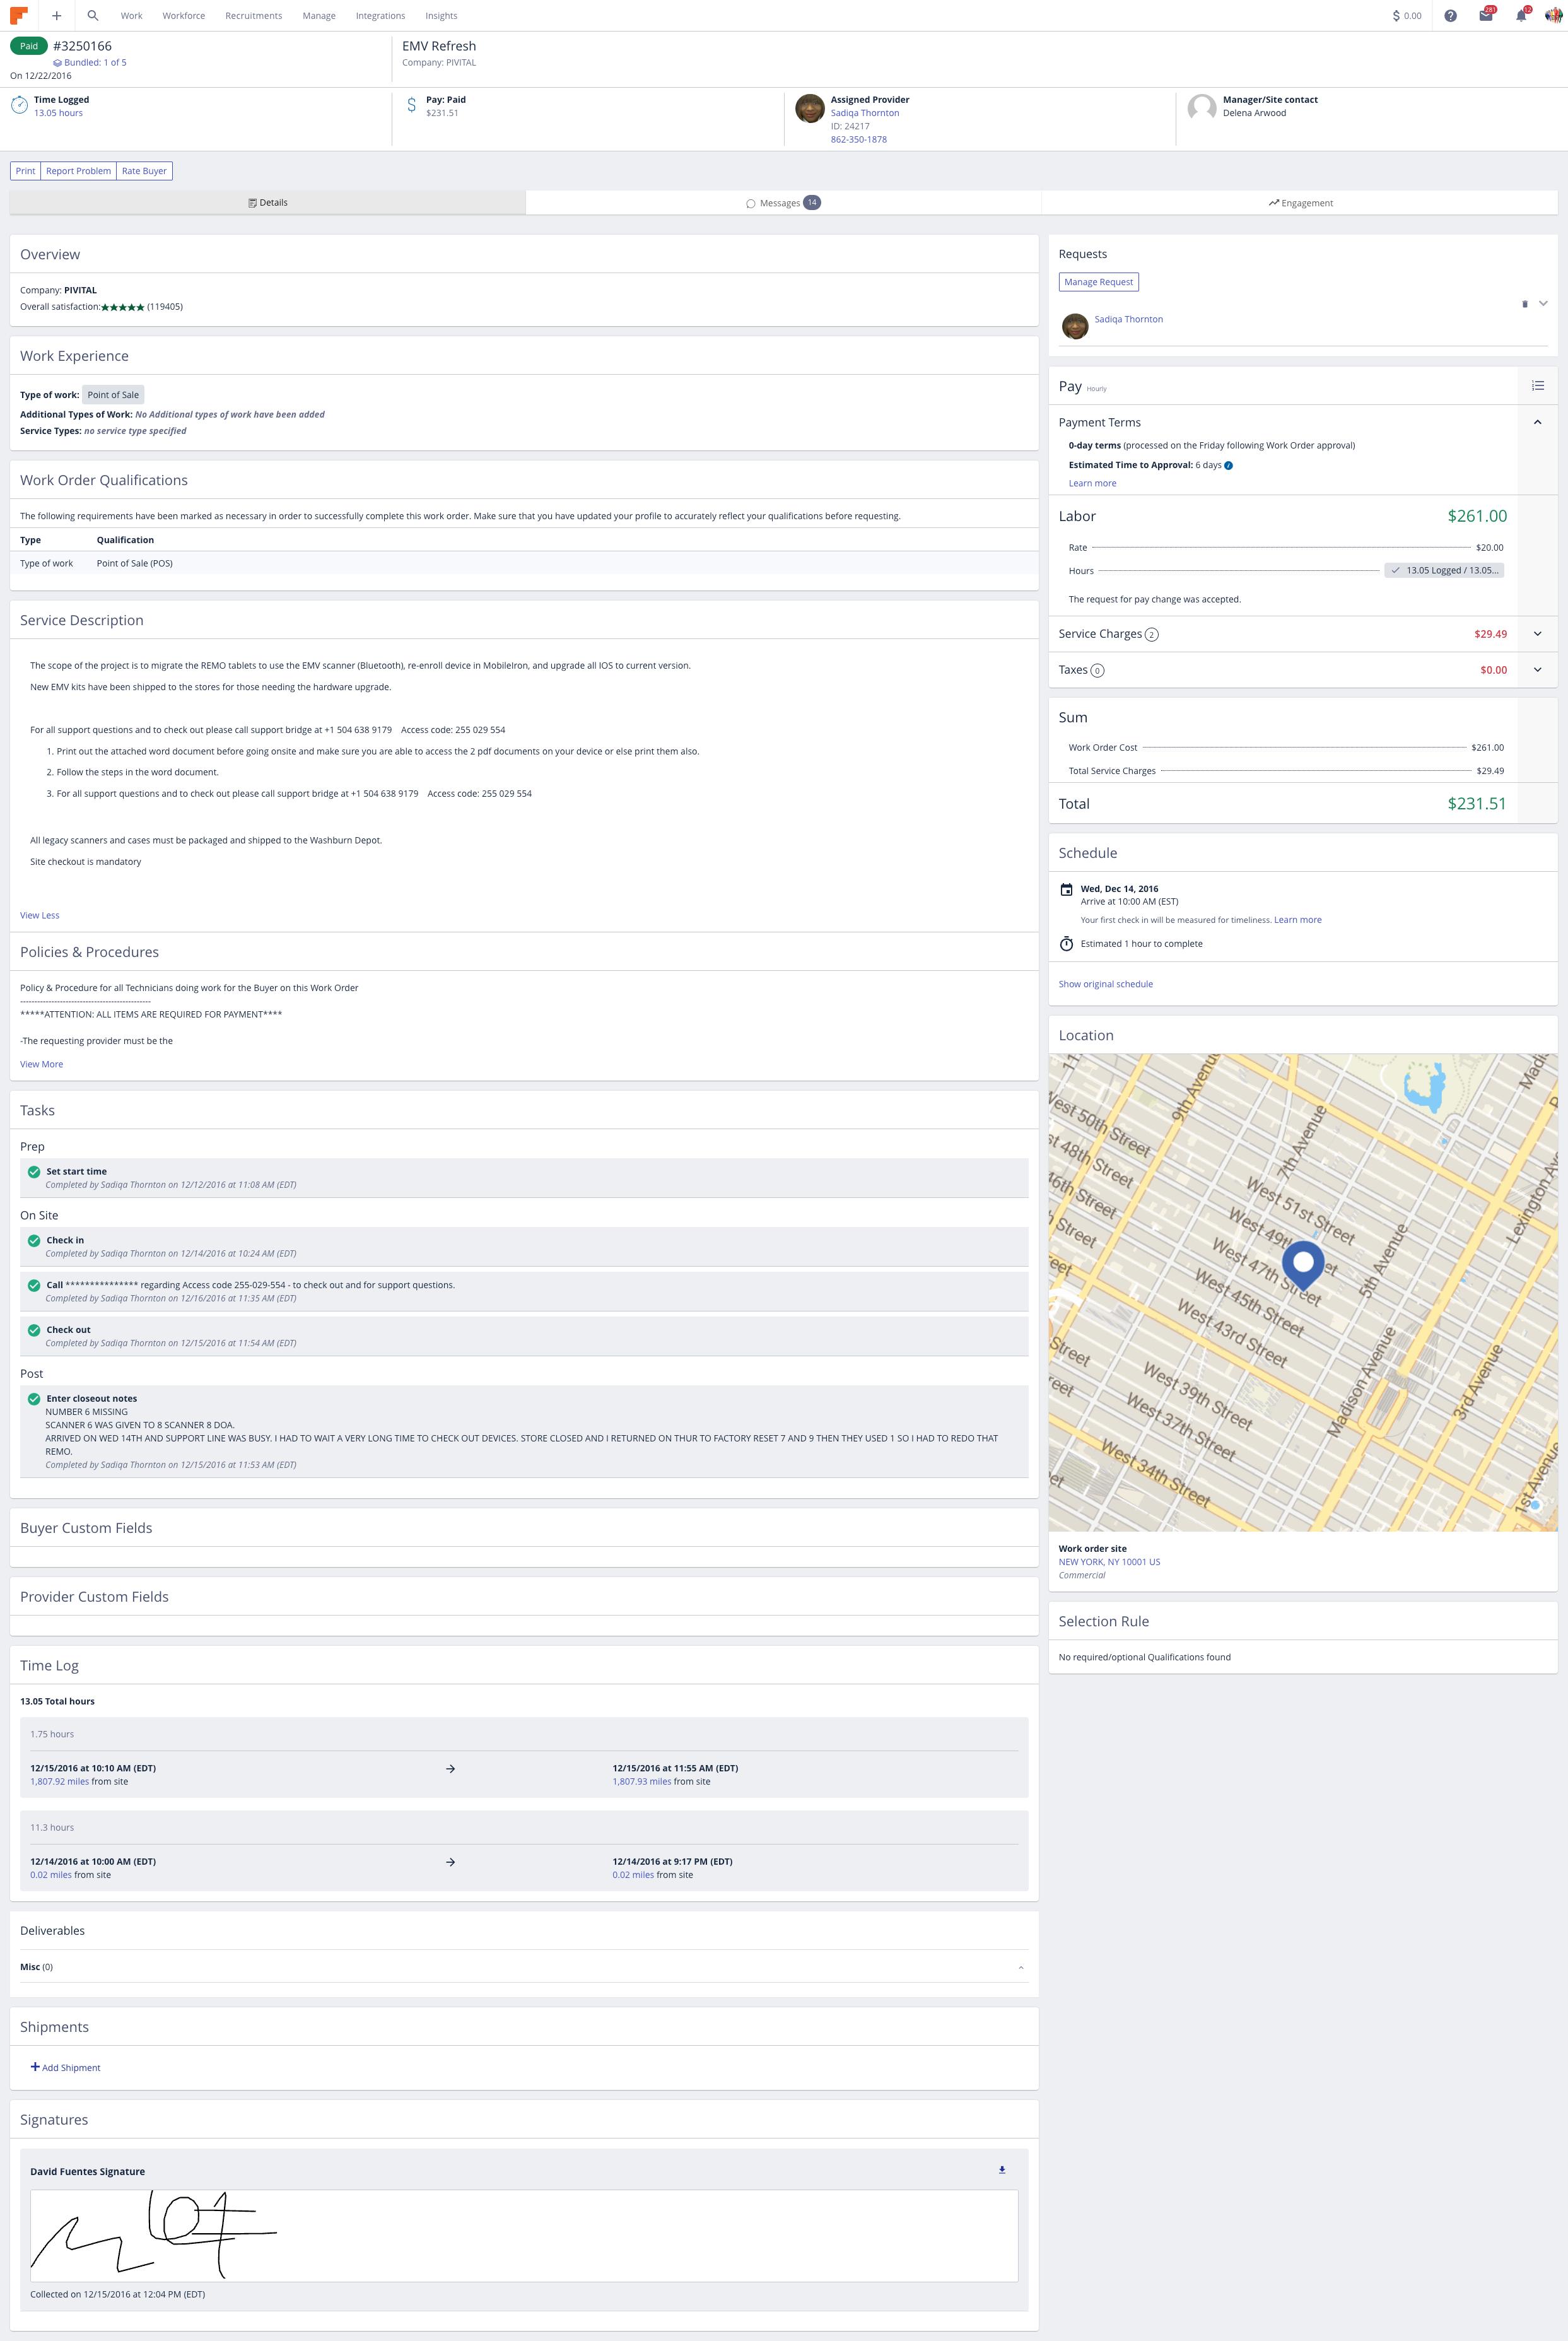 Work Workforce Recruitments Manage Integrations Insights
$ 0.00 281 12
Paid #3250166
Bundled: 1 of 5
On 12/22/2016
EMV Refresh
Company: PIVITAL
Time Logged
13.05 hours
Pay: Paid
$231.51
Assigned Provider
Sadiqa Thornton
ID: 24217
862-350-1878
Manager/Site contact
Delena Arwood
Print Report Problem Rate Buyer
Details Messages 14 Engagement
Overview
Company: PIVITAL
Overall satisfaction:★★★★★ (119405)
Work Experience
Type of work: Point of Sale
Additional Types of Work: No Additional types of work have been added
Service Types: no service type specified
Work Order Qualifications
The following requirements have been marked as necessary in order to successfully complete this work order. Make sure that you have updated your profile to accurately reflect your qualifications before requesting.
Type Qualification
Type of work Point of Sale (POS)
Service Description
The scope of the project is to migrate the REMO tablets to use the EMV scanner (Bluetooth), re-enroll device in MobileIron, and upgrade all IOS to current version.
New EMV kits have been shipped to the stores for those needing the hardware upgrade.
For all support questions and to check out please call support bridge at +1 504 638 9179 Access code: 255 029 554
1. Print out the attached word document before going onsite and make sure you are able to access the 2 pdf documents on your device or else print them also.
2. Follow the steps in the word document.
3. For all support questions and to check out please call support bridge at +1 504 638 9179 Access code: 255 029 554
All legacy scanners and cases must be packaged and shipped to the Washburn Depot.
Site checkout is mandatory
View Less
Policies & Procedures
Policy & Procedure for all Technicians doing work for the Buyer on this Work Order
----------------------------------------------
*****ATTENTION: ALL ITEMS ARE REQUIRED FOR PAYMENT****
-The requesting provider must be the
View More
Tasks
Prep
Set start time
Completed by Sadiqa Thornton on 12/12/2016 at 11:08 AM (EDT)
On Site
Check in
Completed by Sadiqa Thornton on 12/14/2016 at 10:24 AM (EDT)
Call *************** regarding Access code 255-029-554 - to check out and for support questions.
Completed by Sadiqa Thornton on 12/16/2016 at 11:35 AM (EDT)
Check out
Completed by Sadiqa Thornton on 12/15/2016 at 11:54 AM (EDT)
Post
Enter closeout notes
NUMBER 6 MISSING
SCANNER 6 WAS GIVEN TO 8 SCANNER 8 DOA.
ARRIVED ON WED 14TH AND SUPPORT LINE WAS BUSY. I HAD TO WAIT A VERY LONG TIME TO CHECK OUT DEVICES. STORE CLOSED AND I RETURNED ON THUR TO FACTORY RESET 7 AND 9 THEN THEY USED 1 SO I HAD TO REDO THAT
REMO.
Completed by Sadiqa Thornton on 12/15/2016 at 11:53 AM (EDT)
Buyer Custom Fields
Provider Custom Fields
Time Log
13.05 Total hours
1.75 hours
12/15/2016 at 10:10 AM (EDT) → 12/15/2016 at 11:55 AM (EDT)
1,807.92 miles from site 1,807.93 miles from site
11.3 hours
12/14/2016 at 10:00 AM (EDT) → 12/14/2016 at 9:17 PM (EDT)
0.02 miles from site 0.02 miles from site
Deliverables
Misc (0)
Shipments
Add Shipment
Signatures
David Fuentes Signature
Collected on 12/15/2016 at 12:04 PM (EDT)
Requests
Manage Request
Sadiqa Thornton
Pay Hourly
Payment Terms
0-day terms (processed on the Friday following Work Order approval)
Estimated Time to Approval: 6 days
Learn more
Labor $261.00
Rate $20.00
Hours 13.05 Logged / 13.05...
The request for pay change was accepted.
Service Charges 2 $29.49
Taxes 0 $0.00
Sum
Work Order Cost $261.00
Total Service Charges $29.49
Total $231.51
Schedule
Wed, Dec 14, 2016
Arrive at 10:00 AM (EST)
Your first check in will be measured for timeliness. Learn more
Estimated 1 hour to complete
Show original schedule
Location
9th Avenue
West 50th Street
7th Avenue
West 51st Street
West 49th
West 47th Street
5th Avenue
West 45th Street
West 43rd Street
Madison Avenue
West 39th Street
3rd Avenue
West 37th Street
West 34th Street
1st Avenue
Work order site
NEW YORK, NY 10001 US
Commercial
Selection Rule
No required/optional Qualifications found